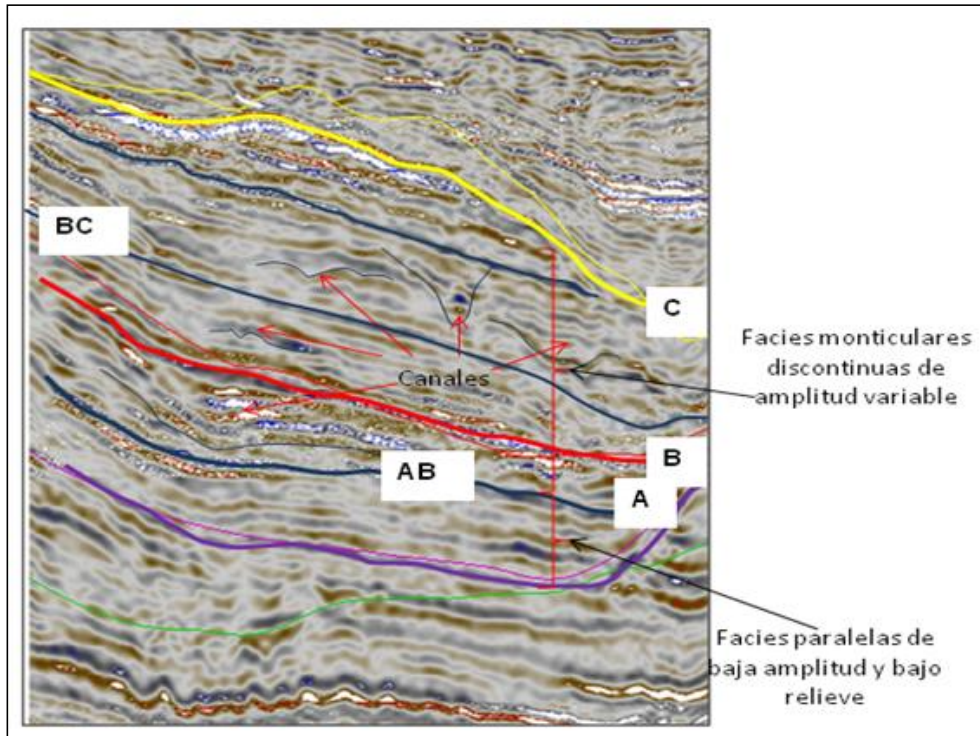 BC
C
Facies monticulares
discontinuas de
amplitud variable
Canales
B
AB
A
Facies paralelas de
baja amplitud y bajo
relieve